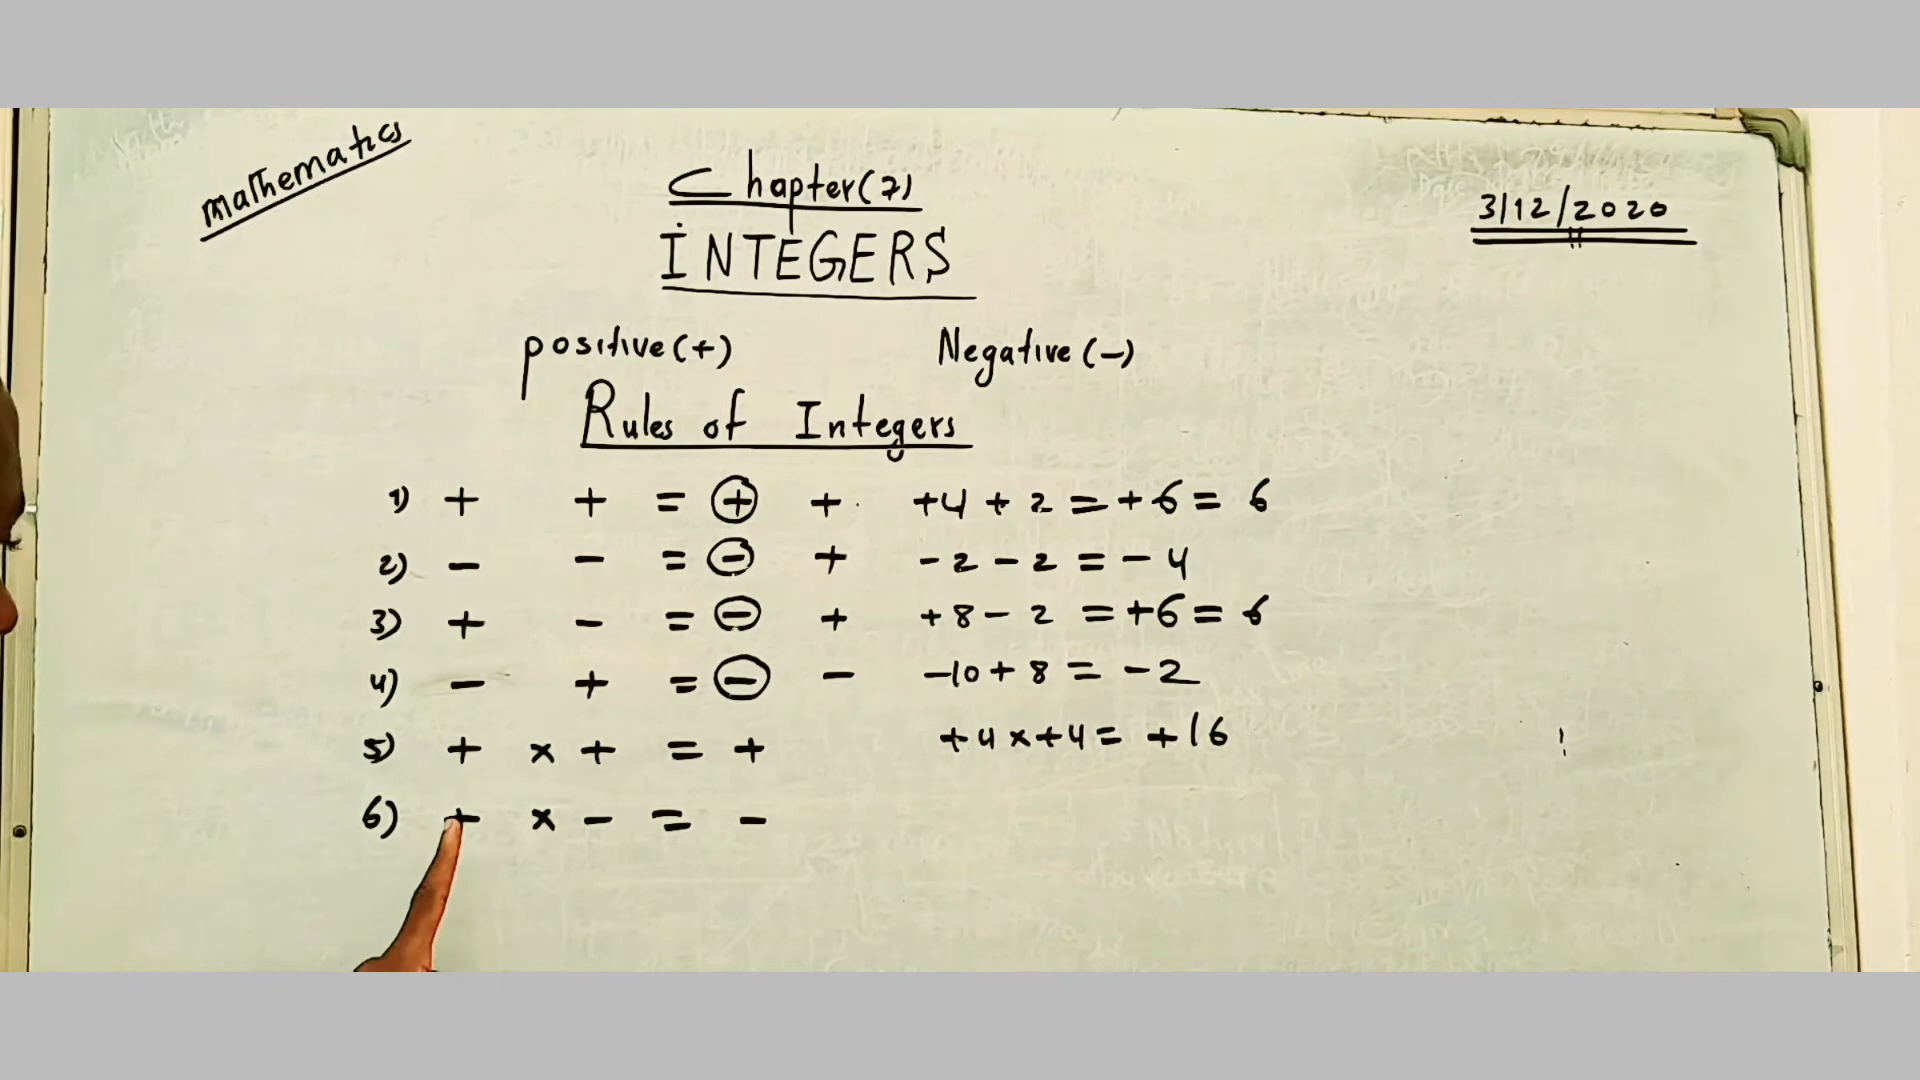 mathematics
Chapter(7)
3/12/2020
INTEGERS
positive(+) Negative(-)
Rules of Integers
1) + + = + + +4 + 2 = +6 = 6
2) - - = - + -2 - 2 = -4
3) + - = - + +8 - 2 = +6 = 6
4) - + = - - -10 + 8 = -2
5) + × + = + +4 × +4 = +16
6) + × - = -